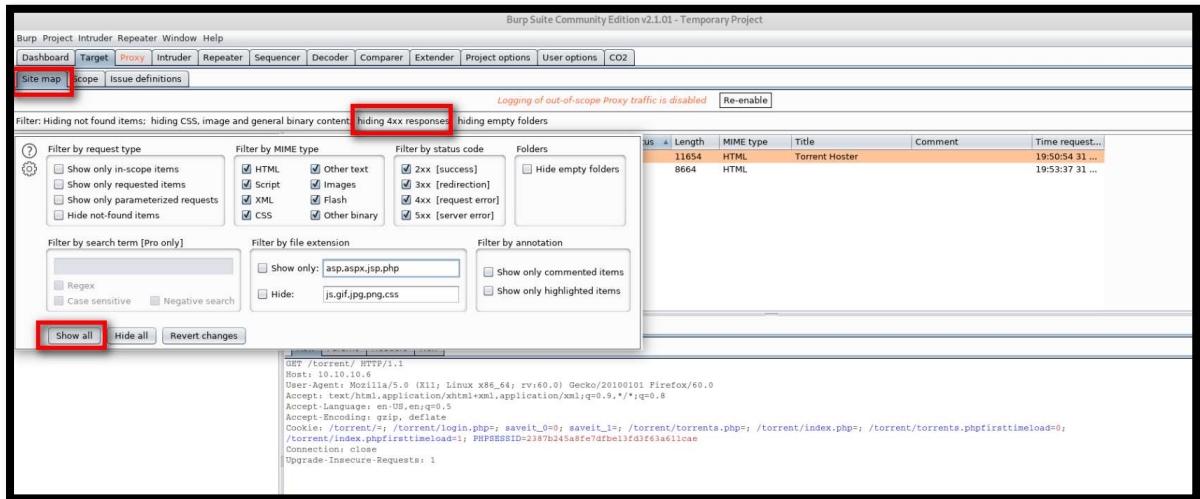 Burp Suite Community Edition v2.1.01 - Temporary Project
Burp Project Intruder Repeater Window Help
Dashboard Target Proxy Intruder Repeater Sequencer Decoder Comparer Extender Project options User options CO2
Site map Scope Issue definitions
Logging of out-of-scope Proxy traffic is disabled Re-enable
Filter: Hiding not found items; hiding CSS, image and general binary content; hiding 4xx responses; hiding empty folders
Length MIME type Title Comment Time request...
11654 HTML Torrent Hoster 19:50:54 31 ...
8664 HTML 19:53:37 31 ...
? Filter by request type Filter by MIME type Filter by status code Folders
Show only in-scope items HTML Other text 2xx [success] Hide empty folders
Show only requested items Script Images 3xx [redirection]
Show only parameterized requests XML Flash 4xx [request error]
Hide not-found items CSS Other binary 5xx [server error]
Filter by search term [Pro only] Filter by file extension Filter by annotation
Show only: asp,aspx,jsp,php Show only commented items
Regex
Case sensitive Negative search Hide: js,gif,jpg,png,css Show only highlighted items
Show all Hide all Revert changes
GET /torrent/ HTTP/1.1
Host: 10.10.10.6
User-Agent: Mozilla/5.0 (X11; Linux x86_64; rv:60.0) Gecko/20100101 Firefox/60.0
Accept: text/html,application/xhtml+xml,application/xml;q=0.9,*/*;q=0.8
Accept-Language: en-US,en;q=0.5
Accept-Encoding: gzip, deflate
Cookie: /torrent/=; /torrent/login.php=; saveit_0=0; saveit_1=; /torrent/torrents.php=; /torrent/index.php=; /torrent/torrents.phpfirsttimeload=0;
/torrent/index.phpfirsttimeload=1; PHPSESSID=2387b245a8fe7dfbe13fd3f63a611cae
Connection: close
Upgrade-Insecure-Requests: 1